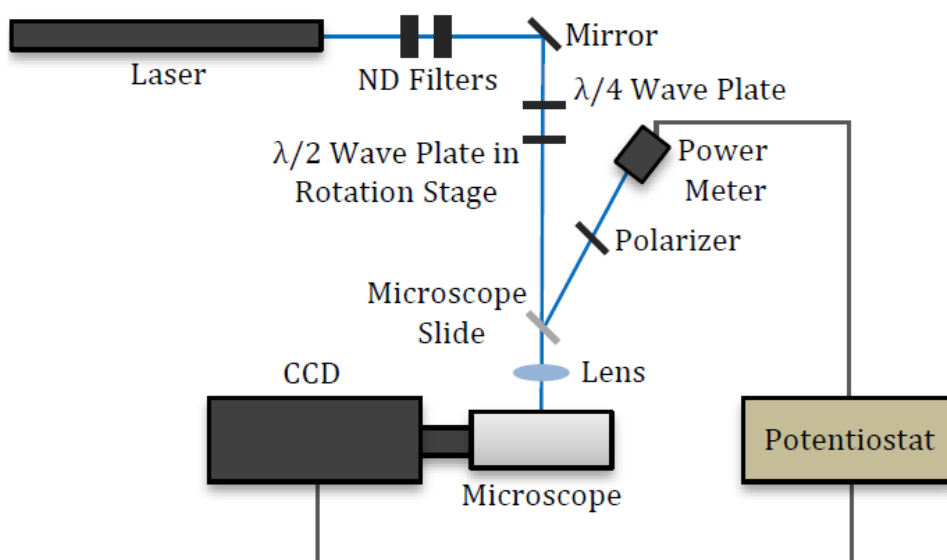 Mirror
Laser
ND Filters
λ/4 Wave Plate
λ/2 Wave Plate in
Rotation Stage
Power
Meter
Polarizer
Microscope
Slide
Lens
CCD
Potentiostat
Microscope